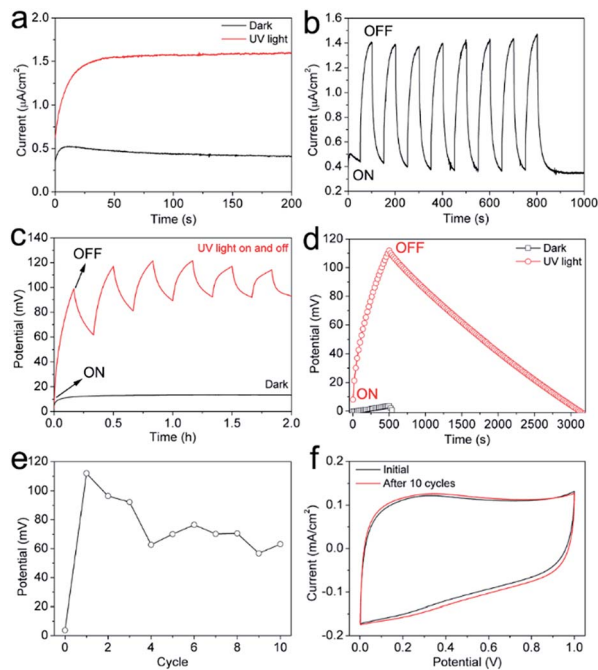 a
Dark
UV light
Current (μA/cm²)
2.0
1.5
1.0
0.5
0.0
0 50 100 150 200
Time (s)
b
OFF
ON
Current (μA/cm²)
1.6
1.4
1.2
1.0
0.8
0.6
0.4
0.2
0 200 400 600 800 1000
Time (s)
c
UV light on and off
OFF
ON
Dark
Potential (mV)
140
120
100
80
60
40
20
0
0.0 0.5 1.0 1.5 2.0
Time (h)
d
OFF
Dark
UV light
ON
Potential (mV)
120
100
80
60
40
20
0
0 500 1000 1500 2000 2500 3000
Time (s)
e
Potential (mV)
120
100
80
60
40
20
0
0 2 4 6 8 10
Cycle
f
Initial
After 10 cycles
Current (mA/cm²)
0.2
0.1
0.0
-0.1
-0.2
0.0 0.2 0.4 0.6 0.8 1.0
Potential (V)